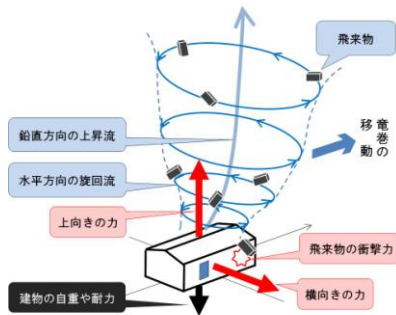 飛来物
鉛直方向の上昇流
竜巻の
移動
水平方向の旋回流
上向きの力
飛来物の衝撃力
横向きの力
建物の自重や耐力